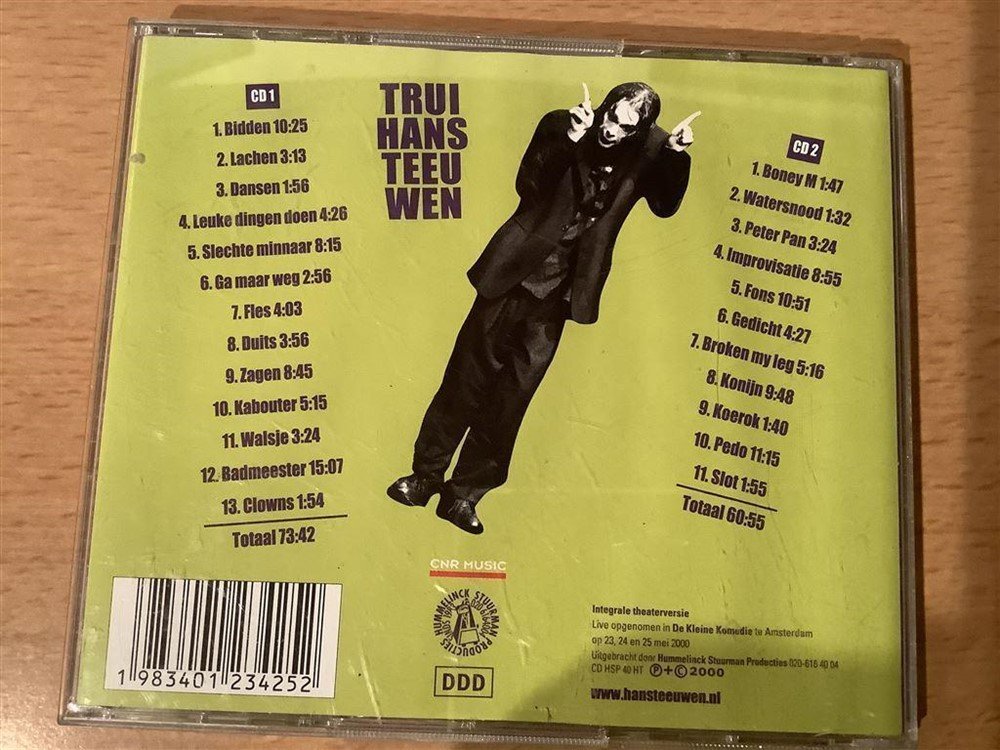 CD 1
1. Bidden 10:25
2. Lachen 3:13
3. Dansen 1:56
4. Leuke dingen doen 4:26
5. Slechte minnaar 8:15
6. Ga maar weg 2:56
7. Fles 4:03
8. Duits 3:56
9. Zagen 8:45
10. Kabouter 5:15
11. Walsje 3:24
12. Badmeester 15:07
13. Clowns 1:54
Totaal 73:42
TRUI
HANS
TEEU
WEN
CD 2
1. Boney M 1:47
2. Watersnood 1:32
3. Peter Pan 3:24
4. Improvisatie 8:55
5. Fons 10:51
6. Gedicht 4:27
7. Broken my leg 5:16
8. Konijn 9:48
9. Koerok 1:40
10. Pedo 11:15
11. Slot 1:55
Totaal 60:55
CNR MUSIC
HUMMELINCK STUURMAN PRODUCTIES
DDD
1 983401 234252
Integrale theaterversie
Live opgenomen in De Kleine Komedie te Amsterdam
op 23, 24 en 25 mei 2000
Uitgebracht door Hummelinck Stuurman Producties 020-616 40 04
CD HSP 40 HT Ⓟ+©2000
www.hansteeuwen.nl